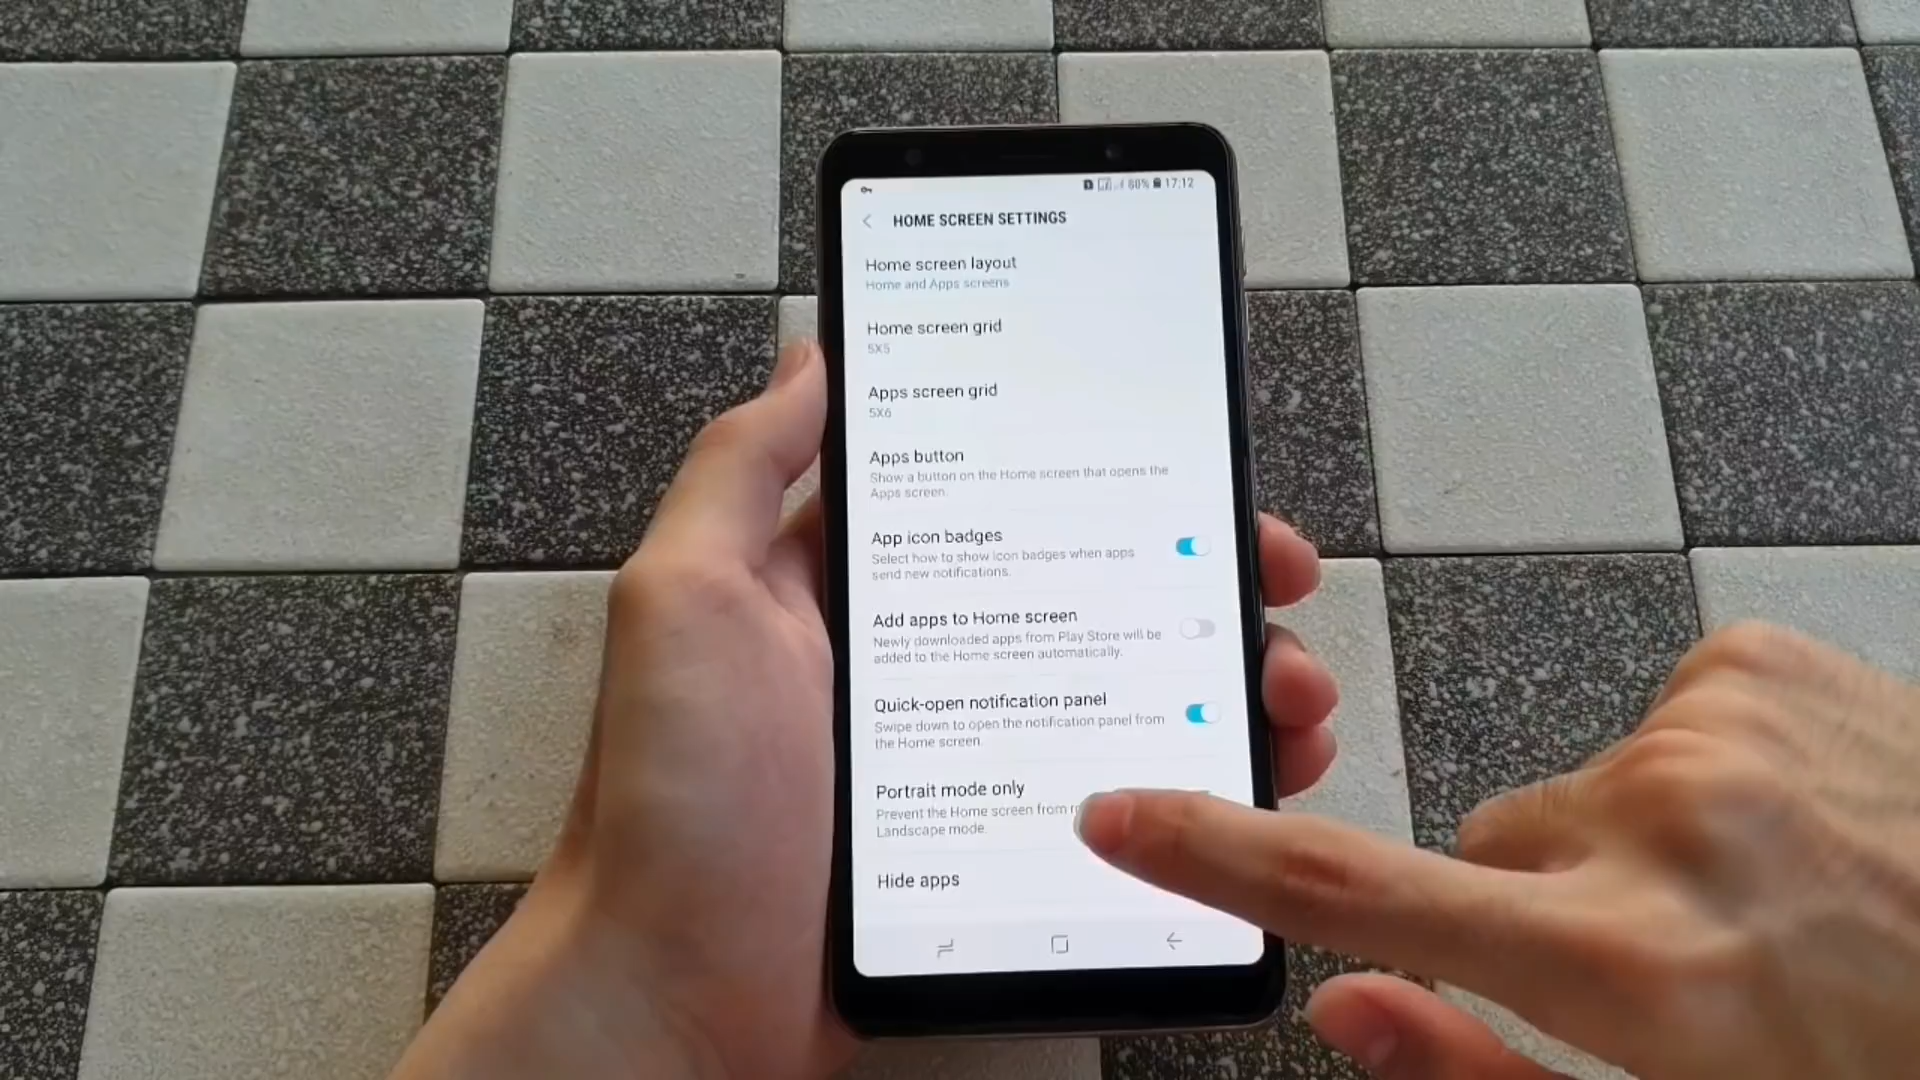 88% 17:12
HOME SCREEN SETTINGS
Home screen layout
Home and Apps screens
Home screen grid
5X5
Apps screen grid
5X6
Apps button
Show a button on the Home screen that opens the
Apps screen.
App icon badges
Select how to show icon badges when apps
send new notifications.
Add apps to Home screen
Newly downloaded apps from Play Store will be
added to the Home screen automatically.
Quick-open notification panel
Swipe down to open the notification panel from
the Home screen.
Portrait mode only
Prevent the Home screen from
Landscape mode.
Hide apps